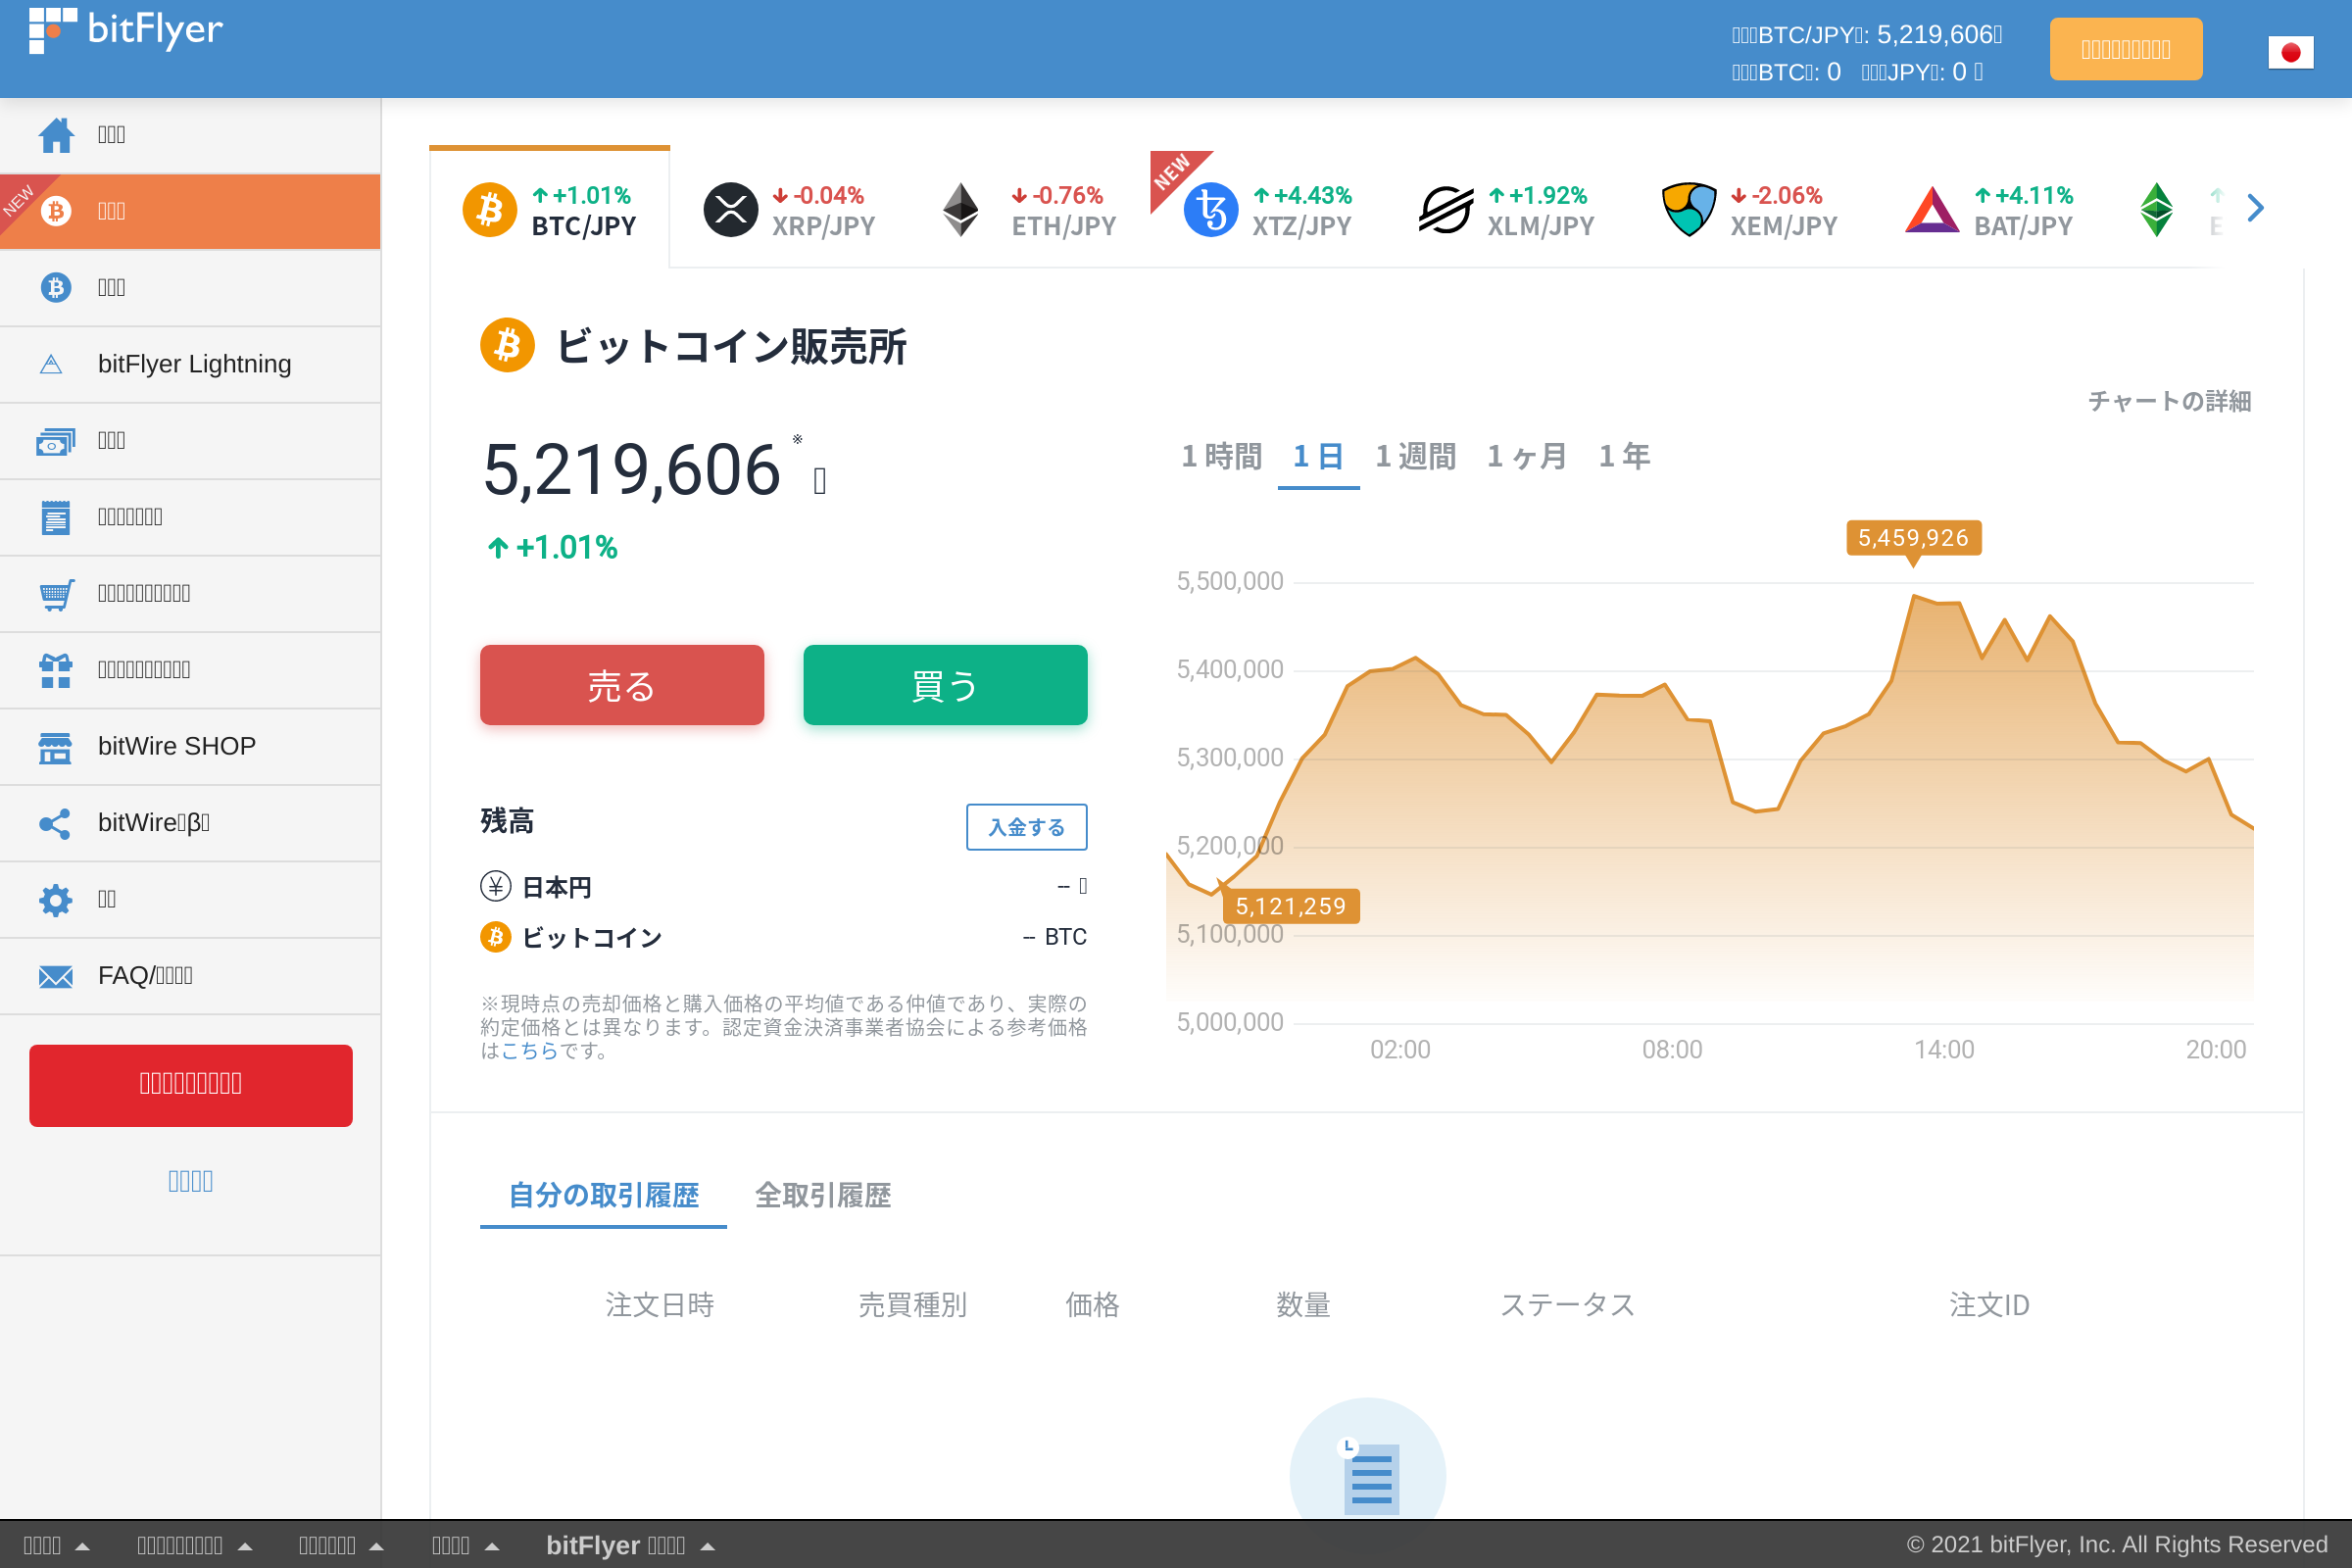 bitFlyer
BTC/JPY : 5,219,606
BTC : 0 JPY : 0
NEW
bitFlyer Lightning
bitWire SHOP
bitWire β
FAQ/
+1.01%
BTC/JPY
-0.04%
XRP/JPY
-0.76%
ETH/JPY
NEW
+4.43%
XTZ/JPY
+1.92%
XLM/JPY
-2.06%
XEM/JPY
+4.11%
BAT/JPY
ビットコイン販売所
チャートの詳細
5,219,606 ※
+1.01%
売る
買う
残高
入金する
日本円 --
ビットコイン -- BTC
※現時点の売却価格と購入価格の平均値である仲値であり、実際の
約定価格とは異なります。認定資金決済事業者協会による参考価格
はこちらです。
1 時間 1 日 1 週間 1 ヶ月 1 年
5,459,926
5,500,000
5,400,000
5,300,000
5,200,000
5,121,259
5,100,000
5,000,000
02:00 08:00 14:00 20:00
自分の取引履歴 全取引履歴
注文日時 売買種別 価格 数量 ステータス 注文ID
bitFlyer
© 2021 bitFlyer, Inc. All Rights Reserved